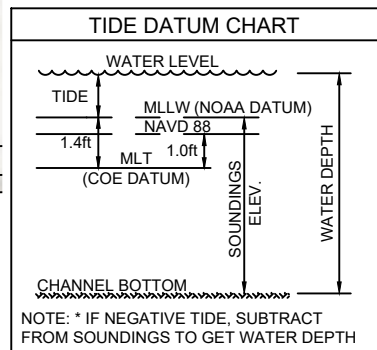 TIDE DATUM CHART
WATER LEVEL
TIDE
MLLW (NOAA DATUM)
NAVD 88
1.4ft
1.0ft
MLT
(COE DATUM)
SOUNDINGS
ELEV.
WATER DEPTH
CHANNEL BOTTOM
NOTE: * IF NEGATIVE TIDE, SUBTRACT
FROM SOUNDINGS TO GET WATER DEPTH